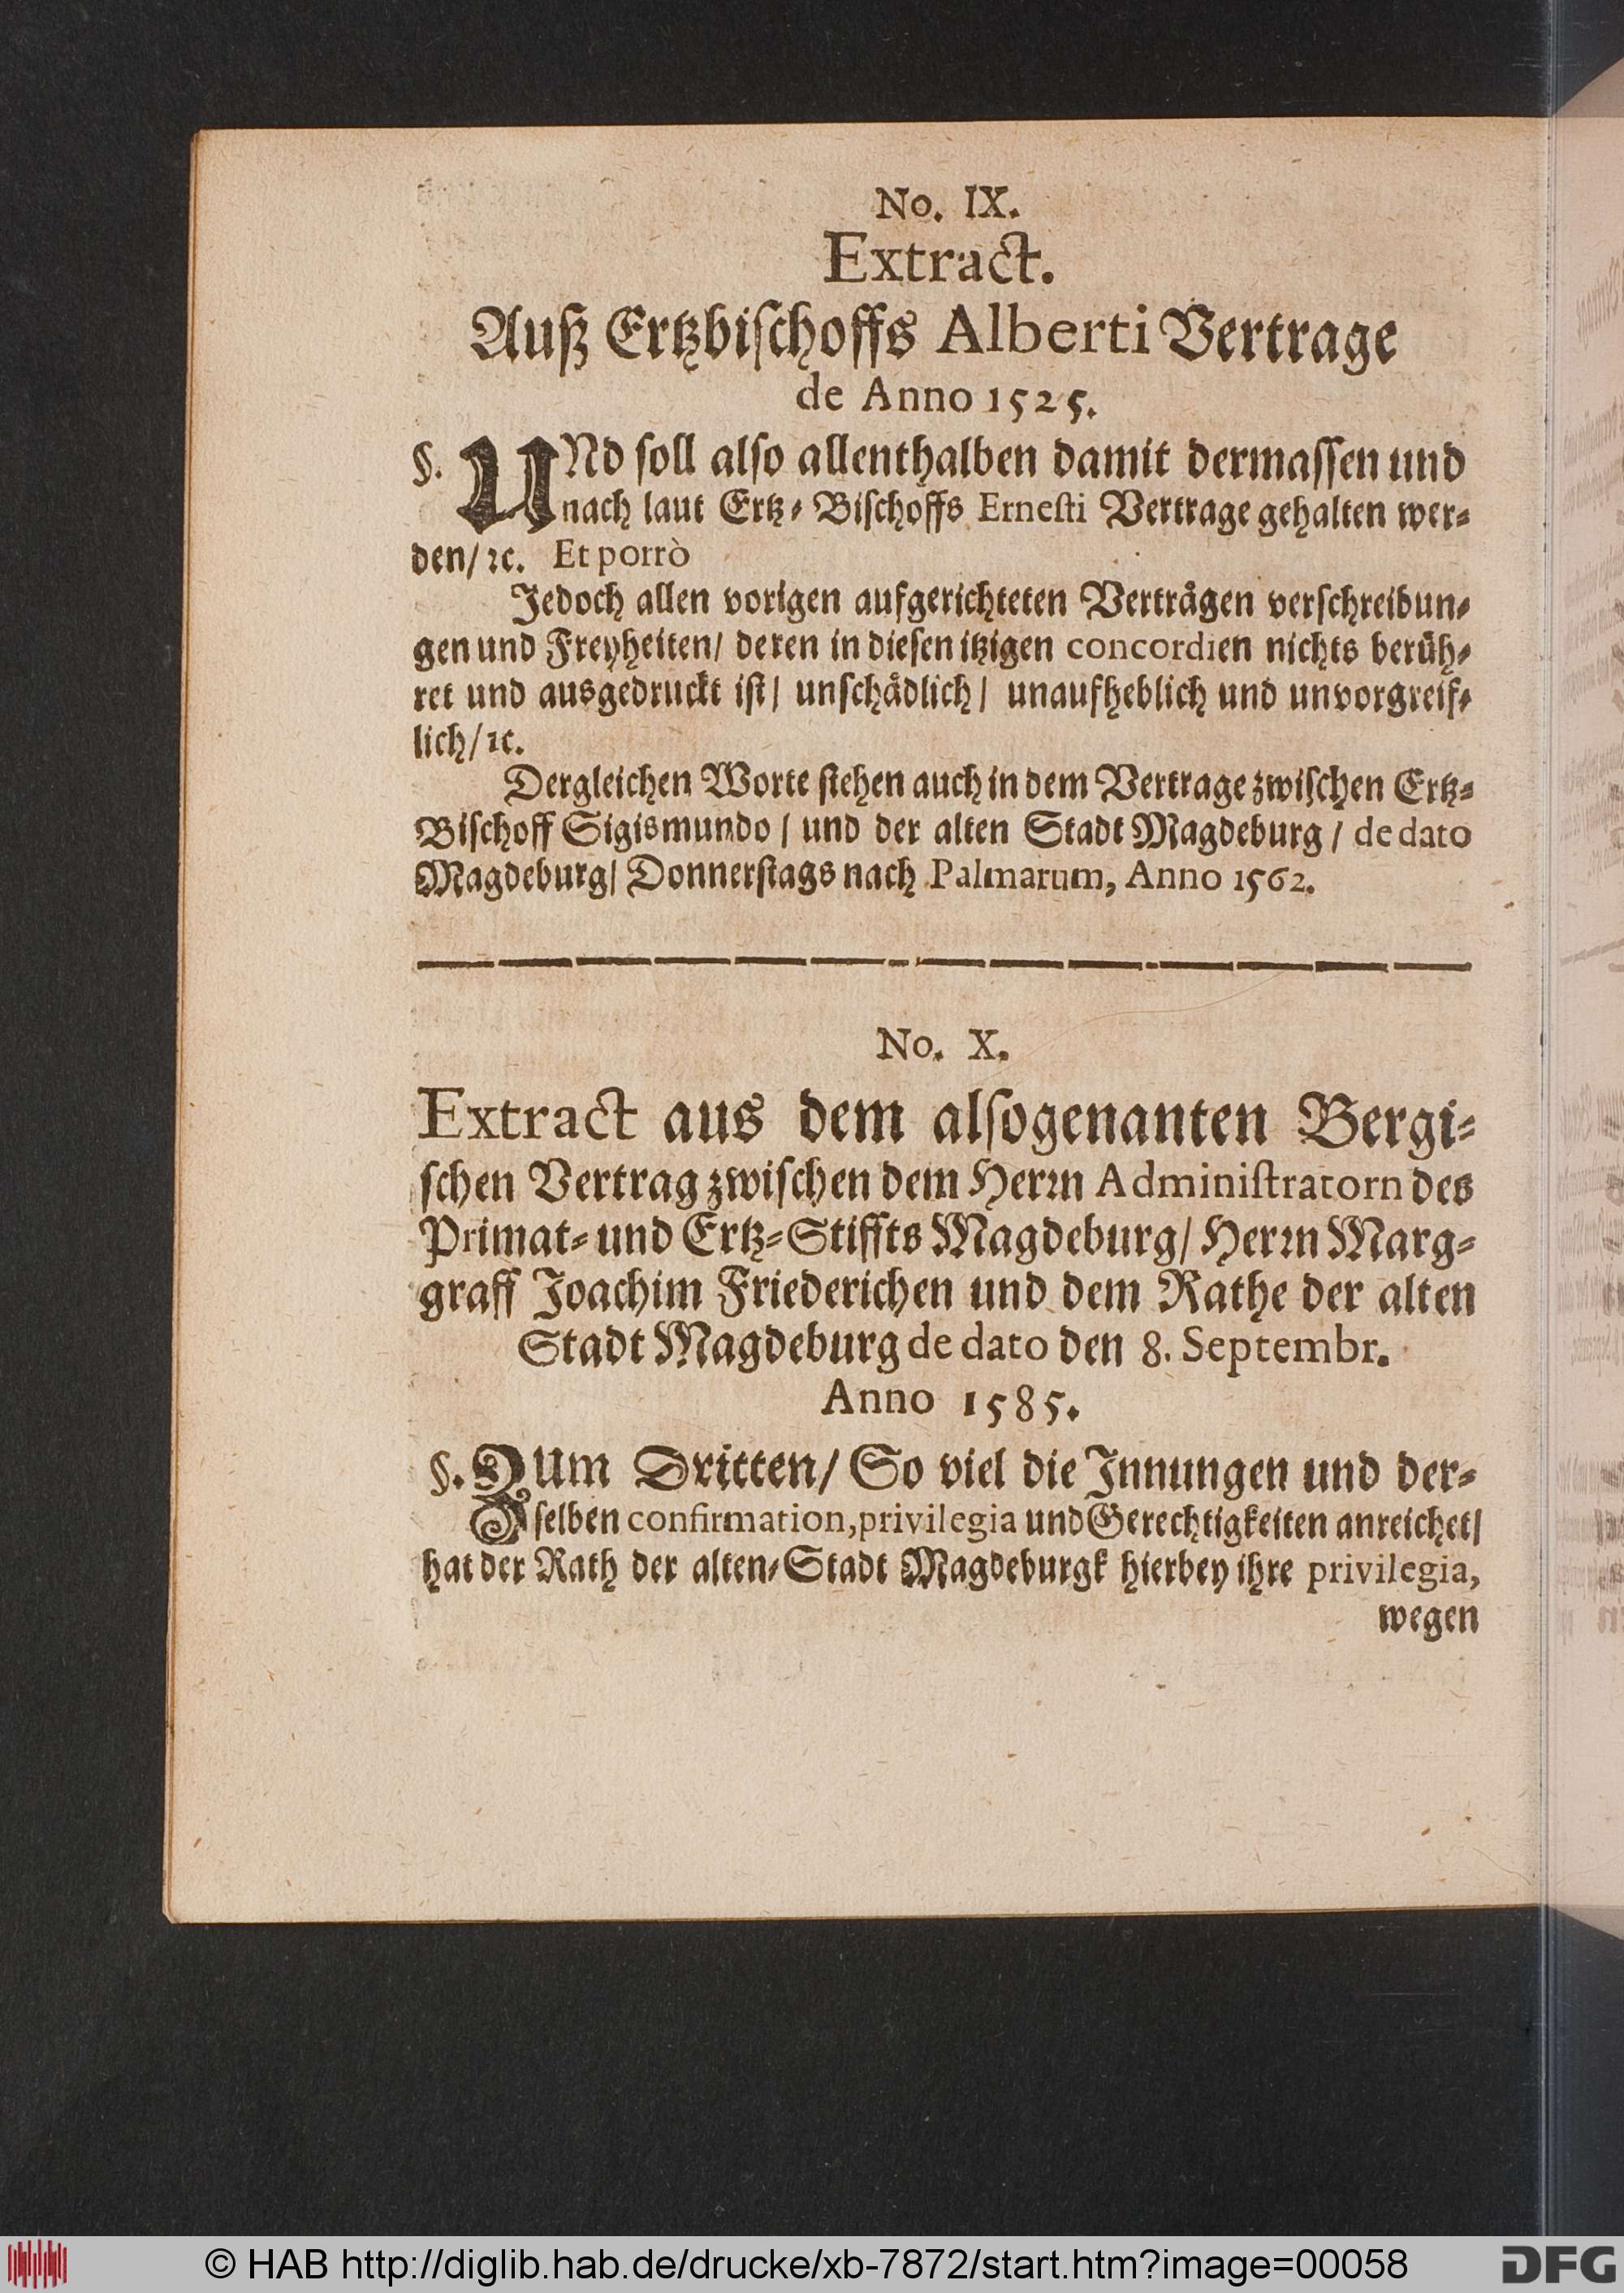 No. IX.
Extract.
Auß Ertzbiſchoffs Alberti Vertrage
de Anno 1525.
§. UNd ſoll alſo allenthalben damit dermaſſen und
nach laut Ertz-Biſchoffs Erneſti Vertrage gehalten wer-
den/ ꝛc. Et porrò
Jedoch allen vorigen aufgerichteten Verträgen verſchreibun-
gen und Freyheiten/ deren in dieſen itzigen concordien nichts berüh-
ret und ausgedruckt iſt/ unſchädlich/ unaufheblich und unvorgreif-
lich/ ꝛc.
Dergleichen Worte ſtehen auch in dem Vertrage zwiſchen Ertz-
Biſchoff Sigismundo / und der alten Stadt Magdeburg / de dato
Magdeburg/ Donnerſtags nach Palmarum, Anno 1562.
No. X.
Extract aus dem alſogenanten Bergi-
ſchen Vertrag zwiſchen dem Herꝛn Adminiſtratorn des
Primat- und Ertz-Stiffts Magdeburg/ Herꝛn Marg-
graff Joachim Friederichen und dem Rathe der alten
Stadt Magdeburg de dato den 8. Septembr.
Anno 1585.
§. Zum Dritten/ So viel die Innungen und der-
ſelben confirmation, privilegia und Gerechtigkeiten anreichet/
hat der Rath der alten-Stadt Magdeburgk hierbey ihre privilegia,
wegen
© HAB http://diglib.hab.de/drucke/xb-7872/start.htm?image=00058
DFG